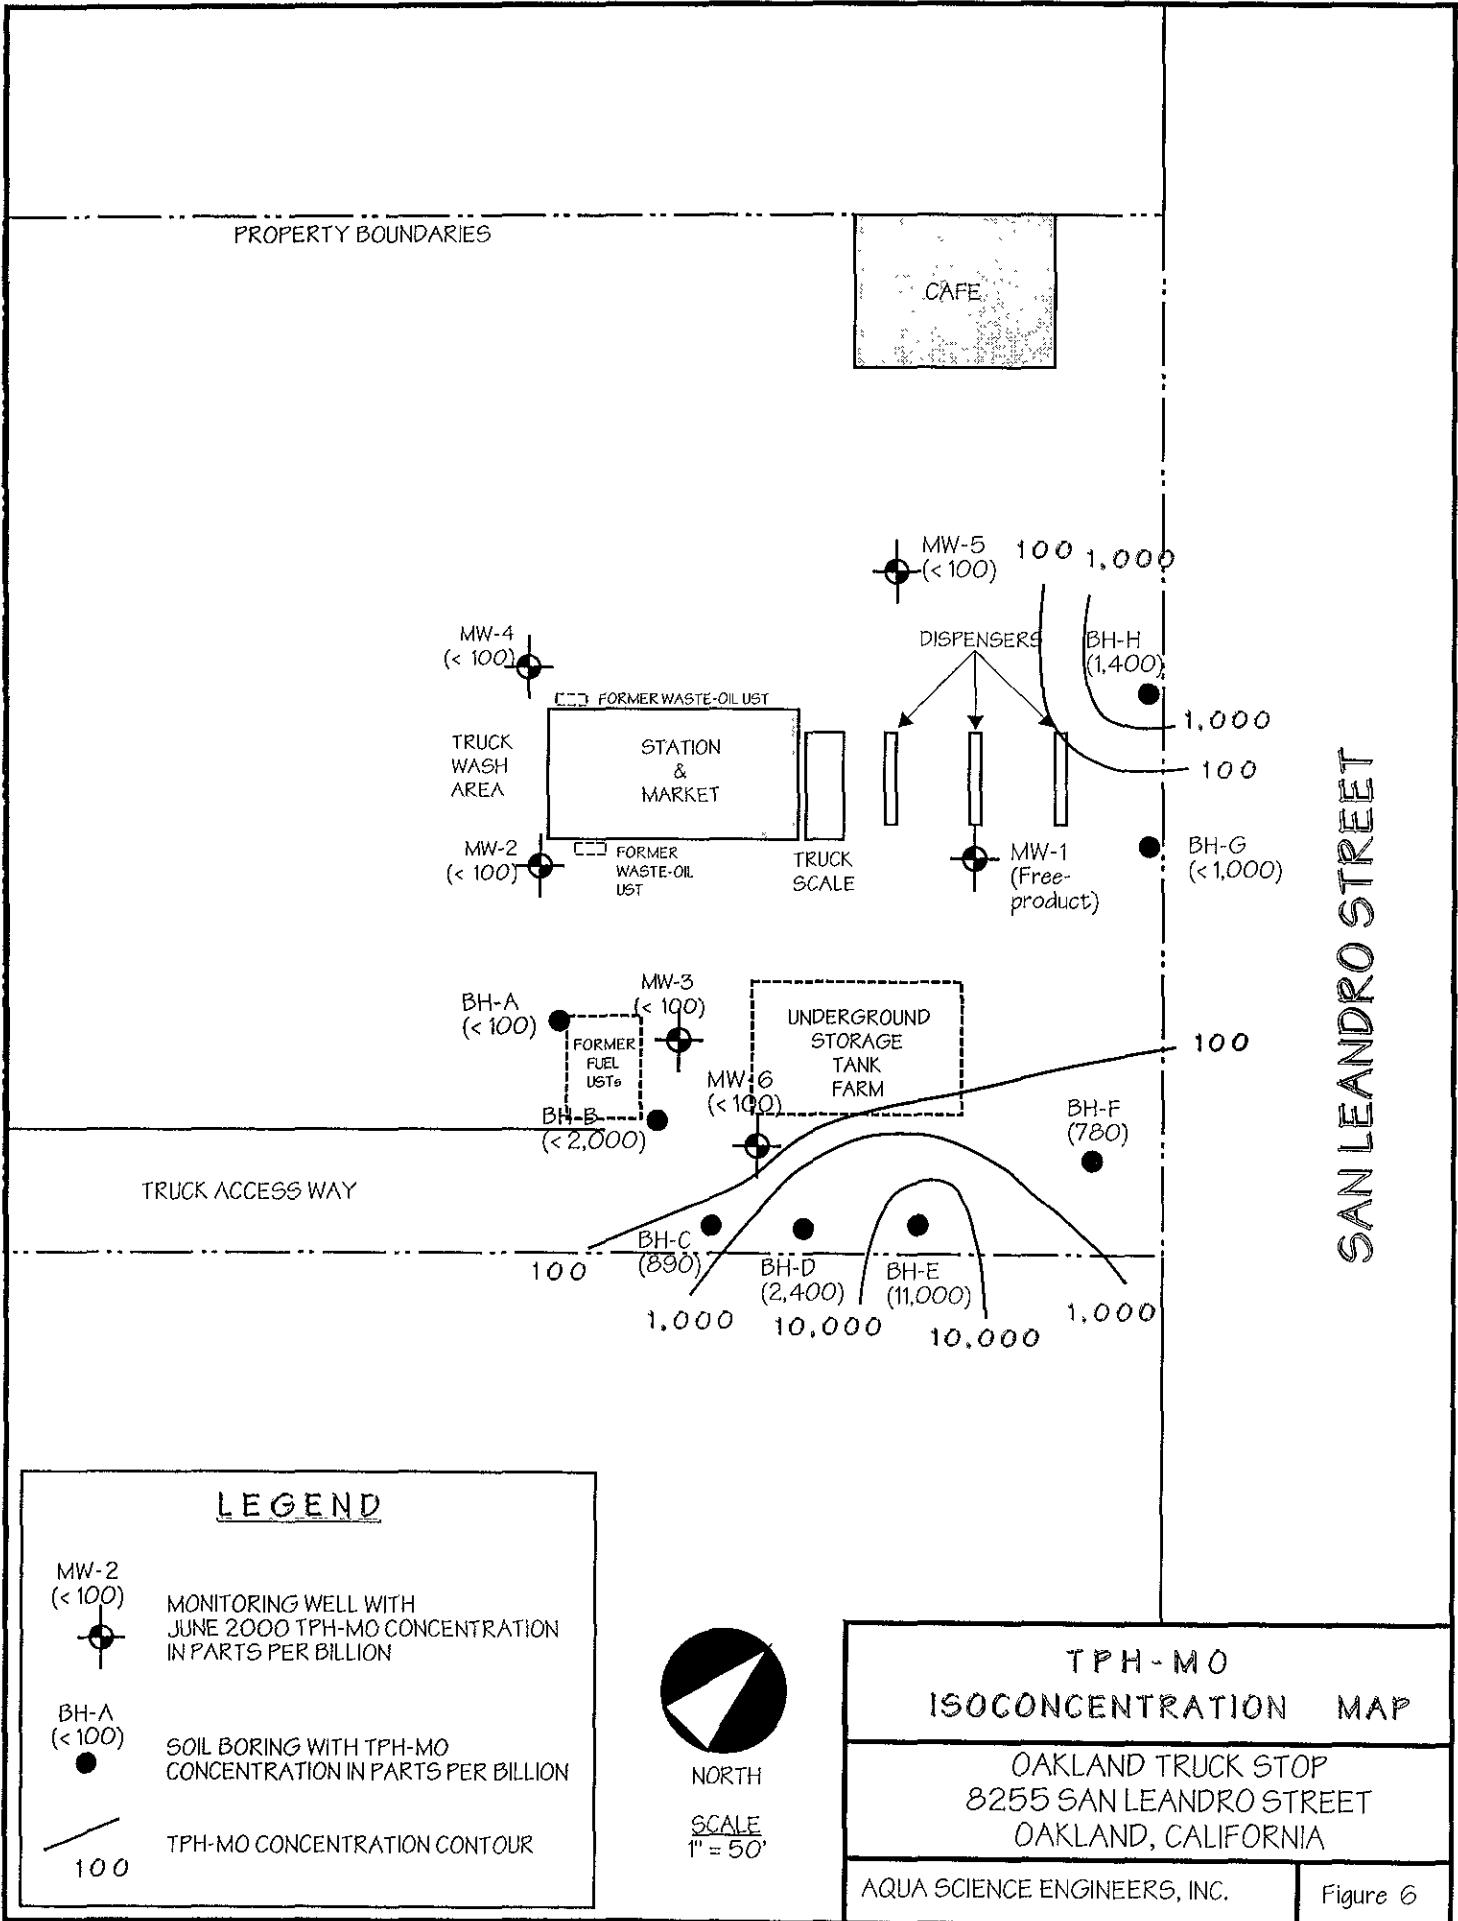 PROPERTY BOUNDARIES
CAFE
MW-5
(<100)
100
1,000
MW-4
(< 100)
DISPENSERS
BH-H
(1,400)
FORMER WASTE-OIL UST
1,000
TRUCK
WASH
AREA
STATION
&
MARKET
100
MW-2
(< 100)
FORMER
WASTE-OIL
UST
TRUCK
SCALE
MW-1
(Free-
product)
BH-G
(<1,000)
SAN LEANDRO STREET
MW-3
(<100)
BH-A
(<100)
UNDERGROUND
STORAGE
TANK
FARM
FORMER
FUEL
USTs
100
MW-6
(<100)
BH-B
(<2,000)
BH-F
(780)
TRUCK ACCESS WAY
BH-C
(890)
100
BH-D
(2,400)
BH-E
(11,000)
1,000
10,000
10,000
1,000
LEGEND
MW-2
(<100)
MONITORING WELL WITH
JUNE 2000 TPH-MO CONCENTRATION
IN PARTS PER BILLION
BH-A
(<100)
SOIL BORING WITH TPH-MO
CONCENTRATION IN PARTS PER BILLION
TPH-MO CONCENTRATION CONTOUR
100
NORTH
SCALE
1" = 50'
TPH-MO
ISOCONCENTRATION MAP
OAKLAND TRUCK STOP
8255 SAN LEANDRO STREET
OAKLAND, CALIFORNIA
AQUA SCIENCE ENGINEERS, INC.
Figure 6